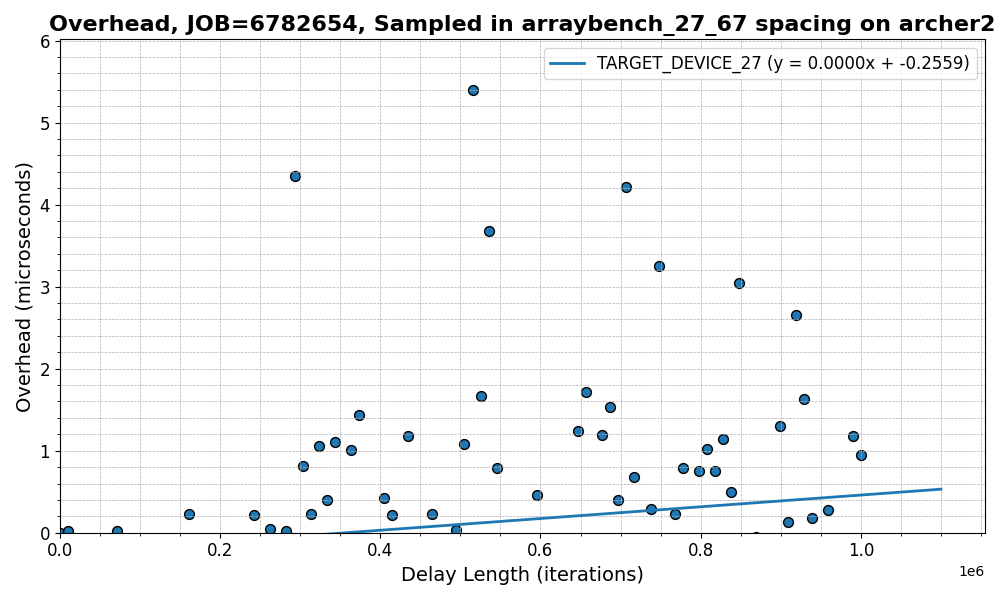 Overhead, JOB=6782654, Sampled in arraybench_27_67 spacing on archer2
TARGET_DEVICE_27 (y = 0.0000x + -0.2559)
Overhead (microseconds)
6
5
4
3
2
1
0
0.0 0.2 0.4 0.6 0.8 1.0
1e6
Delay Length (iterations)